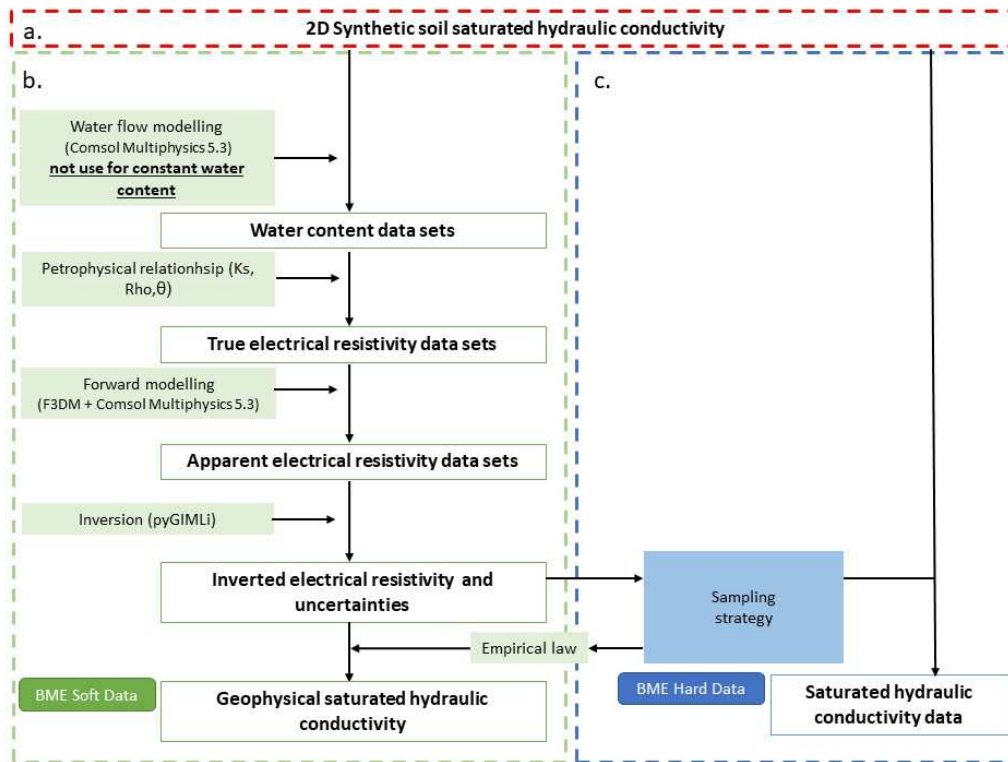 a.
2D Synthetic soil saturated hydraulic conductivity
b.
Water flow modelling
(Comsol Multiphysics 5.3)
not use for constant water
content
Water content data sets
Petrophysical relationhsip (Ks,
Rho,θ)
True electrical resistivity data sets
Forward modelling
(F3DM + Comsol Multiphysics 5.3)
Apparent electrical resistivity data sets
Inversion (pyGIMLi)
Inverted electrical resistivity and
uncertainties
Empirical law
BME Soft Data
Geophysical saturated hydraulic
conductivity
c.
Sampling
strategy
BME Hard Data
Saturated hydraulic
conductivity data